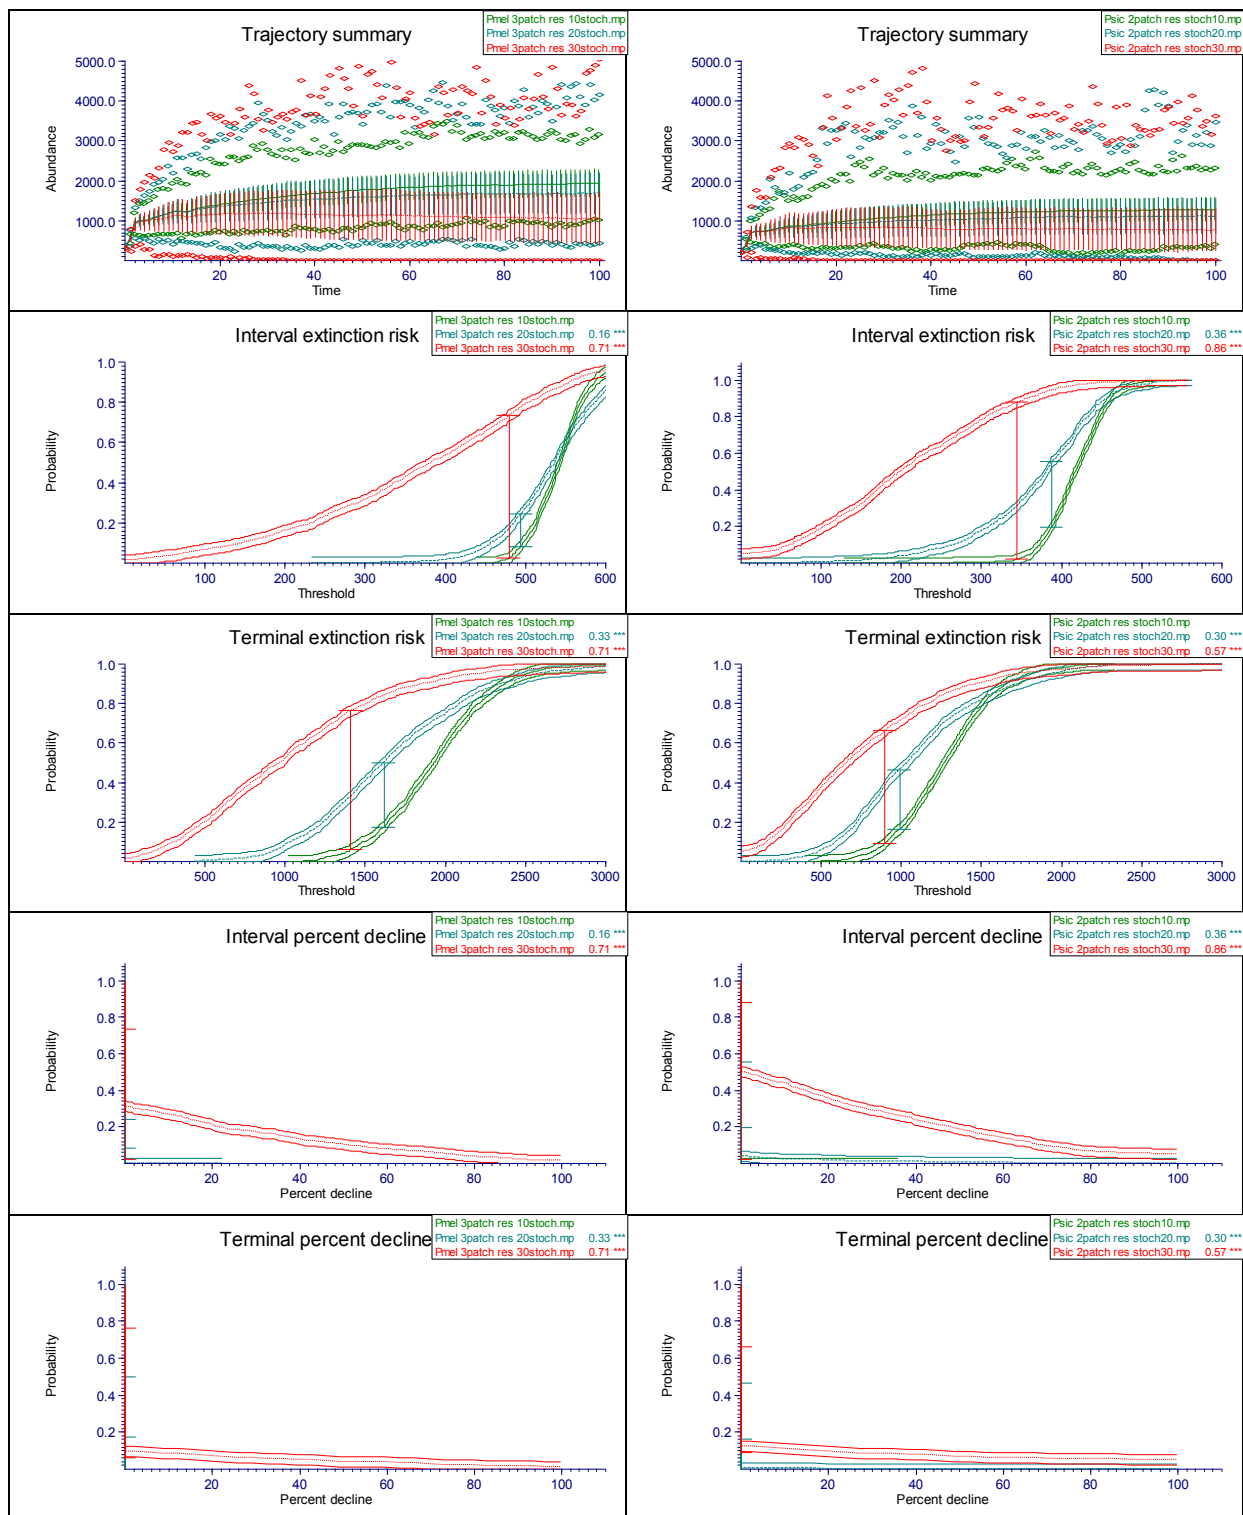 Trajectory summary
Pmel 3patch res 10stoch.mp
Pmel 3patch res 20stoch.mp
Pmel 3patch res 30stoch.mp
5000.0
4000.0
3000.0
2000.0
1000.0
Abundance
20 40 60 80 100
Time
Trajectory summary
Psic 2patch res stoch10.mp
Psic 2patch res stoch20.mp
Psic 2patch res stoch30.mp
5000.0
4000.0
3000.0
2000.0
1000.0
Abundance
20 40 60 80 100
Time
Interval extinction risk
Pmel 3patch res 10stoch.mp
Pmel 3patch res 20stoch.mp 0.16 ***
Pmel 3patch res 30stoch.mp 0.71 ***
1.0
0.8
0.6
0.4
0.2
Probability
100 200 300 400 500 600
Threshold
Interval extinction risk
Psic 2patch res stoch10.mp
Psic 2patch res stoch20.mp 0.36 ***
Psic 2patch res stoch30.mp 0.86 ***
1.0
0.8
0.6
0.4
0.2
Probability
100 200 300 400 500 600
Threshold
Terminal extinction risk
Pmel 3patch res 10stoch.mp
Pmel 3patch res 20stoch.mp 0.33 ***
Pmel 3patch res 30stoch.mp 0.71 ***
1.0
0.8
0.6
0.4
0.2
Probability
500 1000 1500 2000 2500 3000
Threshold
Terminal extinction risk
Psic 2patch res stoch10.mp
Psic 2patch res stoch20.mp 0.30 ***
Psic 2patch res stoch30.mp 0.57 ***
1.0
0.8
0.6
0.4
0.2
Probability
500 1000 1500 2000 2500 3000
Threshold
Interval percent decline
Pmel 3patch res 10stoch.mp
Pmel 3patch res 20stoch.mp 0.16 ***
Pmel 3patch res 30stoch.mp 0.71 ***
1.0
0.8
0.6
0.4
0.2
Probability
20 40 60 80 100
Percent decline
Interval percent decline
Psic 2patch res stoch10.mp
Psic 2patch res stoch20.mp 0.36 ***
Psic 2patch res stoch30.mp 0.86 ***
1.0
0.8
0.6
0.4
0.2
Probability
20 40 60 80 100
Percent decline
Terminal percent decline
Pmel 3patch res 10stoch.mp
Pmel 3patch res 20stoch.mp 0.33 ***
Pmel 3patch res 30stoch.mp 0.71 ***
1.0
0.8
0.6
0.4
0.2
Probability
20 40 60 80 100
Percent decline
Terminal percent decline
Psic 2patch res stoch10.mp
Psic 2patch res stoch20.mp 0.30 ***
Psic 2patch res stoch30.mp 0.57 ***
1.0
0.8
0.6
0.4
0.2
Probability
20 40 60 80 100
Percent decline